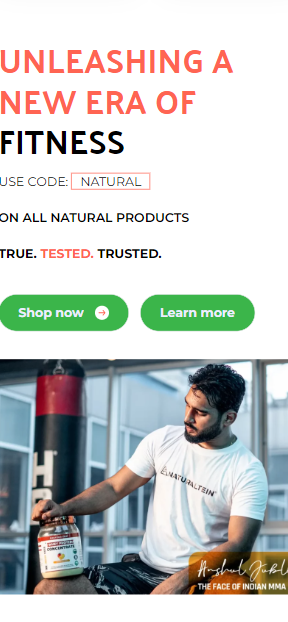 UNLEASHING A
NEW ERA OF
FITNESS
USE CODE: NATURAL
ON ALL NATURAL PRODUCTS
TRUE. TESTED. TRUSTED.
Shop now
Learn more
NATURALTEIN
CONCENTRATE
Anshul Jubli
THE FACE OF INDIAN MMA